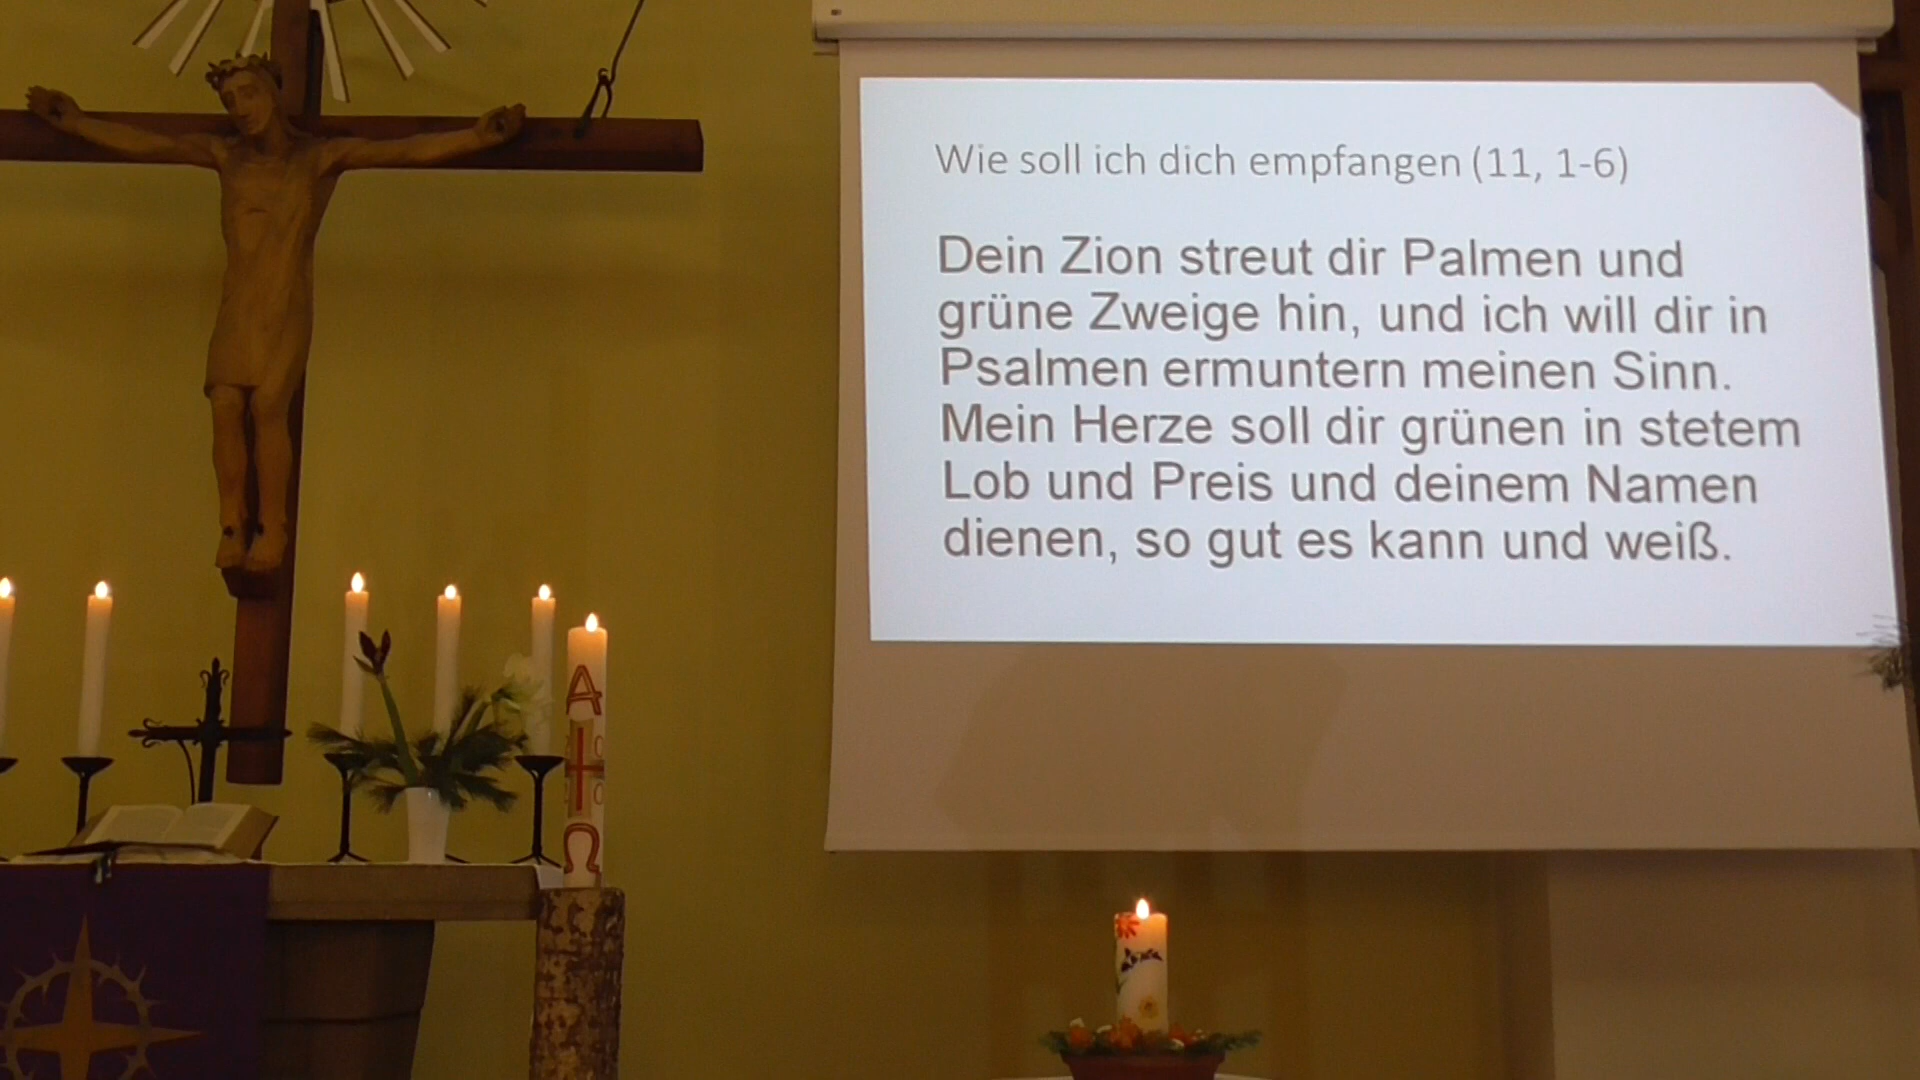 Wie soll ich dich empfangen (11, 1-6)
Dein Zion streut dir Palmen und
grüne Zweige hin, und ich will dir in
Psalmen ermuntern meinen Sinn.
Mein Herze soll dir grünen in stetem
Lob und Preis und deinem Namen
dienen, so gut es kann und weiß.
Α
Ω